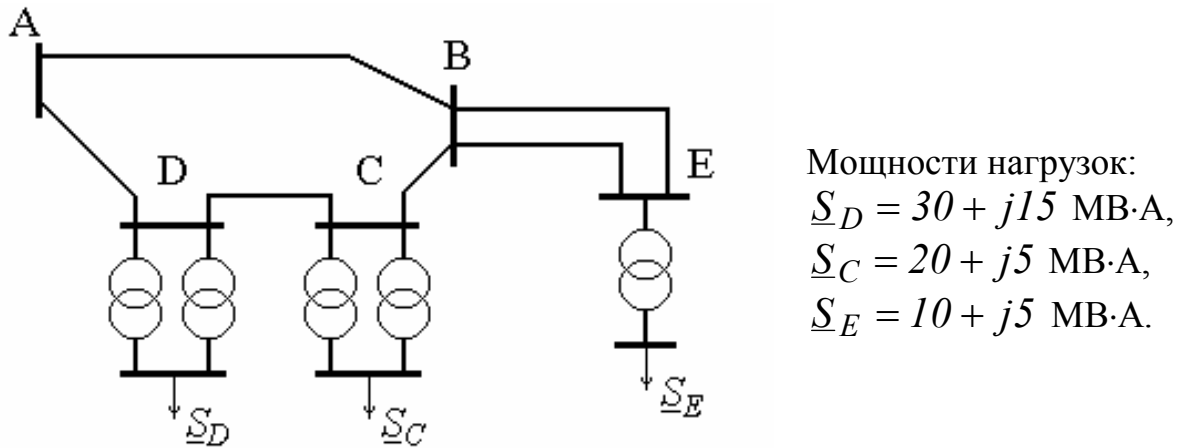 A
B
D
C
E
S_D
S_C
S_E
Мощности нагрузок:
S_D = 30 + j15 МВ·А,
S_C = 20 + j5 МВ·А,
S_E = 10 + j5 МВ·А.